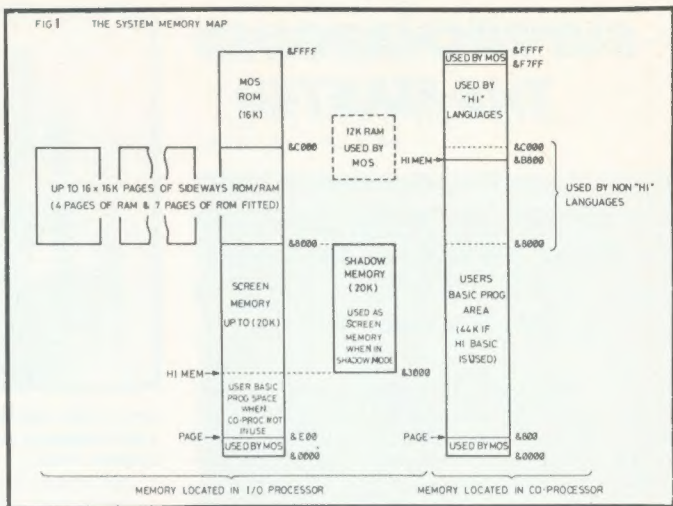 FIG 1 THE SYSTEM MEMORY MAP
&FFFF
MOS
ROM
(16K)
&C000
UP TO 16 x 16K PAGES OF SIDEWAYS ROM/RAM
(4 PAGES OF RAM & 7 PAGES OF ROM FITTED)
&8000
SCREEN
MEMORY
UP TO (20K)
HI MEM
USER BASIC
PROG SPACE
WHEN
CO-PROC NOT
IN USE
PAGE
&E00
USED BY MOS
&0000
12K RAM
USED BY
MOS
SHADOW
MEMORY
(20K)
USED AS
SCREEN
MEMORY
WHEN IN
SHADOW MODE
&3000
USED BY MOS
&FFFF
&F7FF
USED BY
"HI"
LANGUAGES
&C000
HI MEM
&B800
USED BY NON "HI"
LANGUAGES
&8000
USERS
BASIC PROG
AREA
(44K IF
HI BASIC
IS USED)
PAGE
&800
USED BY MOS
&0000
MEMORY LOCATED IN I/O PROCESSOR
MEMORY LOCATED IN CO-PROCESSOR